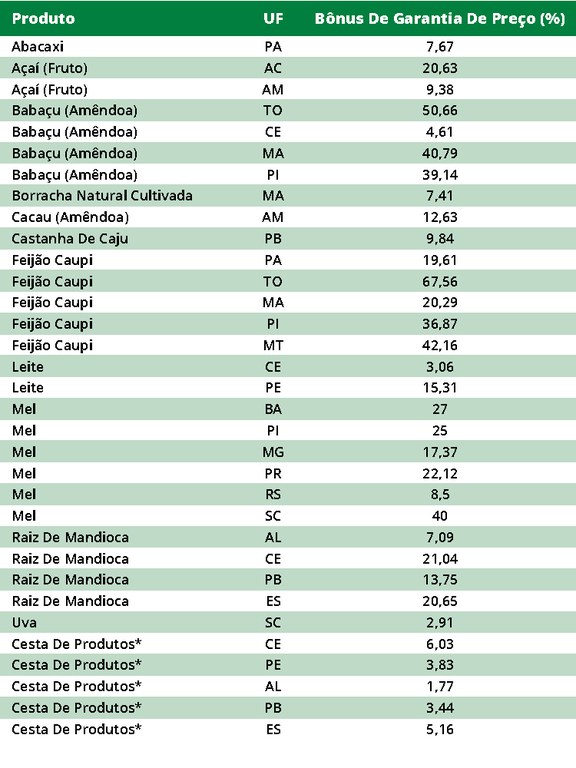 Produto UF Bônus De Garantia De Preço (%)
Abacaxi PA 7,67
Açaí (Fruto) AC 20,63
Açaí (Fruto) AM 9,38
Babaçu (Amêndoa) TO 50,66
Babaçu (Amêndoa) CE 4,61
Babaçu (Amêndoa) MA 40,79
Babaçu (Amêndoa) PI 39,14
Borracha Natural Cultivada MA 7,41
Cacau (Amêndoa) AM 12,63
Castanha De Caju PB 9,84
Feijão Caupi PA 19,61
Feijão Caupi TO 67,56
Feijão Caupi MA 20,29
Feijão Caupi PI 36,87
Feijão Caupi MT 42,16
Leite CE 3,06
Leite PE 15,31
Mel BA 27
Mel PI 25
Mel MG 17,37
Mel PR 22,12
Mel RS 8,5
Mel SC 40
Raiz De Mandioca AL 7,09
Raiz De Mandioca CE 21,04
Raiz De Mandioca PB 13,75
Raiz De Mandioca ES 20,65
Uva SC 2,91
Cesta De Produtos* CE 6,03
Cesta De Produtos* PE 3,83
Cesta De Produtos* AL 1,77
Cesta De Produtos* PB 3,44
Cesta De Produtos* ES 5,16